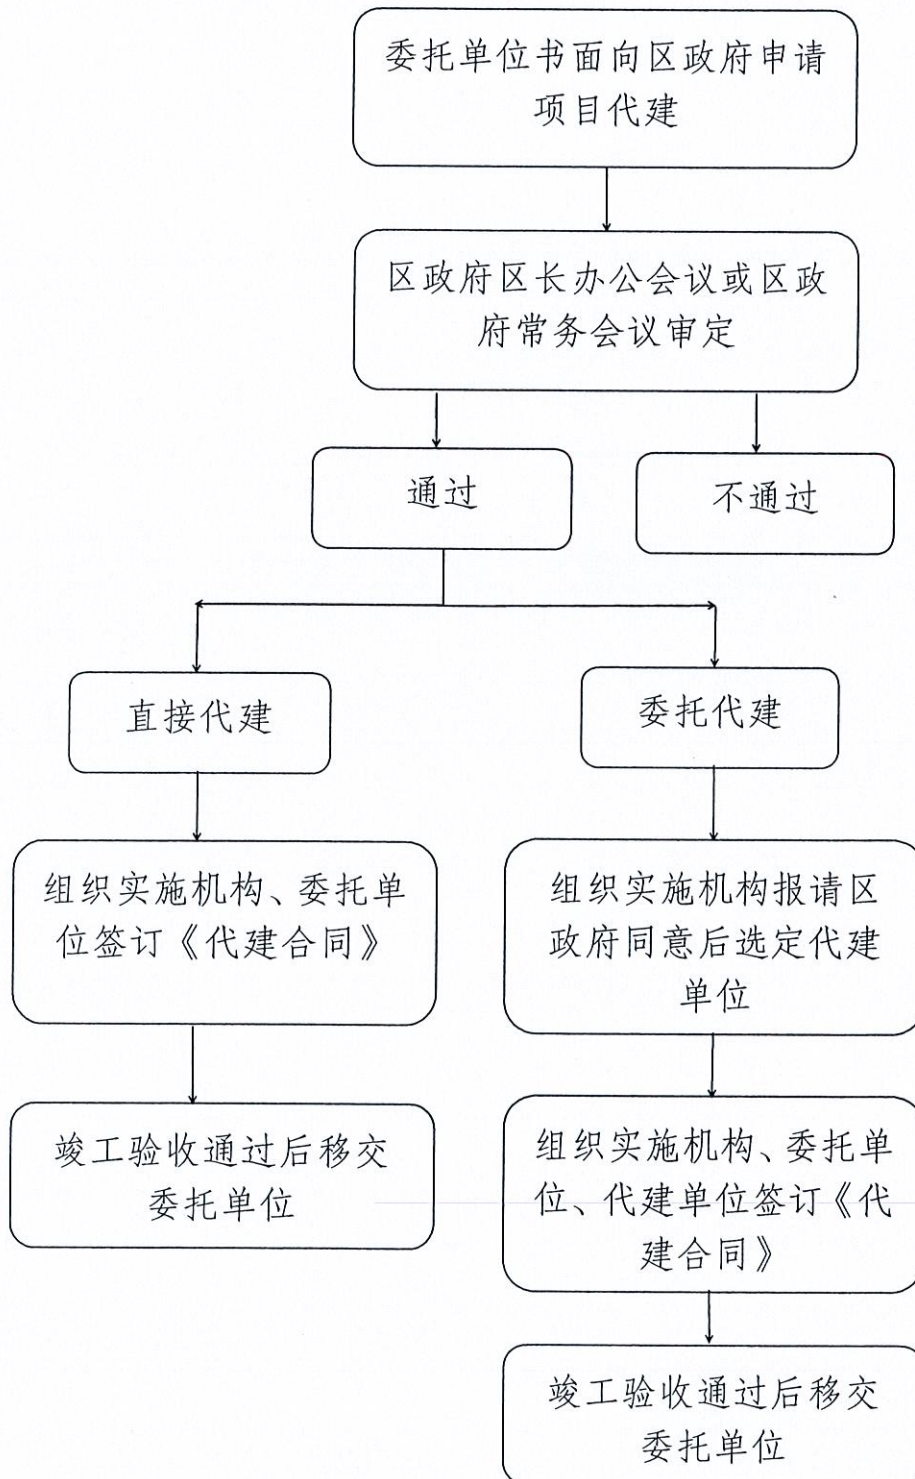 委托单位书面向区政府申请
项目代建
区政府区长办公会议或区政
府常务会议审定
通过
不通过
直接代建
委托代建
组织实施机构、委托单
位签订《代建合同》
组织实施机构报请区
政府同意后选定代建
单位
竣工验收通过后移交
委托单位
组织实施机构、委托单
位、代建单位签订《代
建合同》
竣工验收通过后移交
委托单位